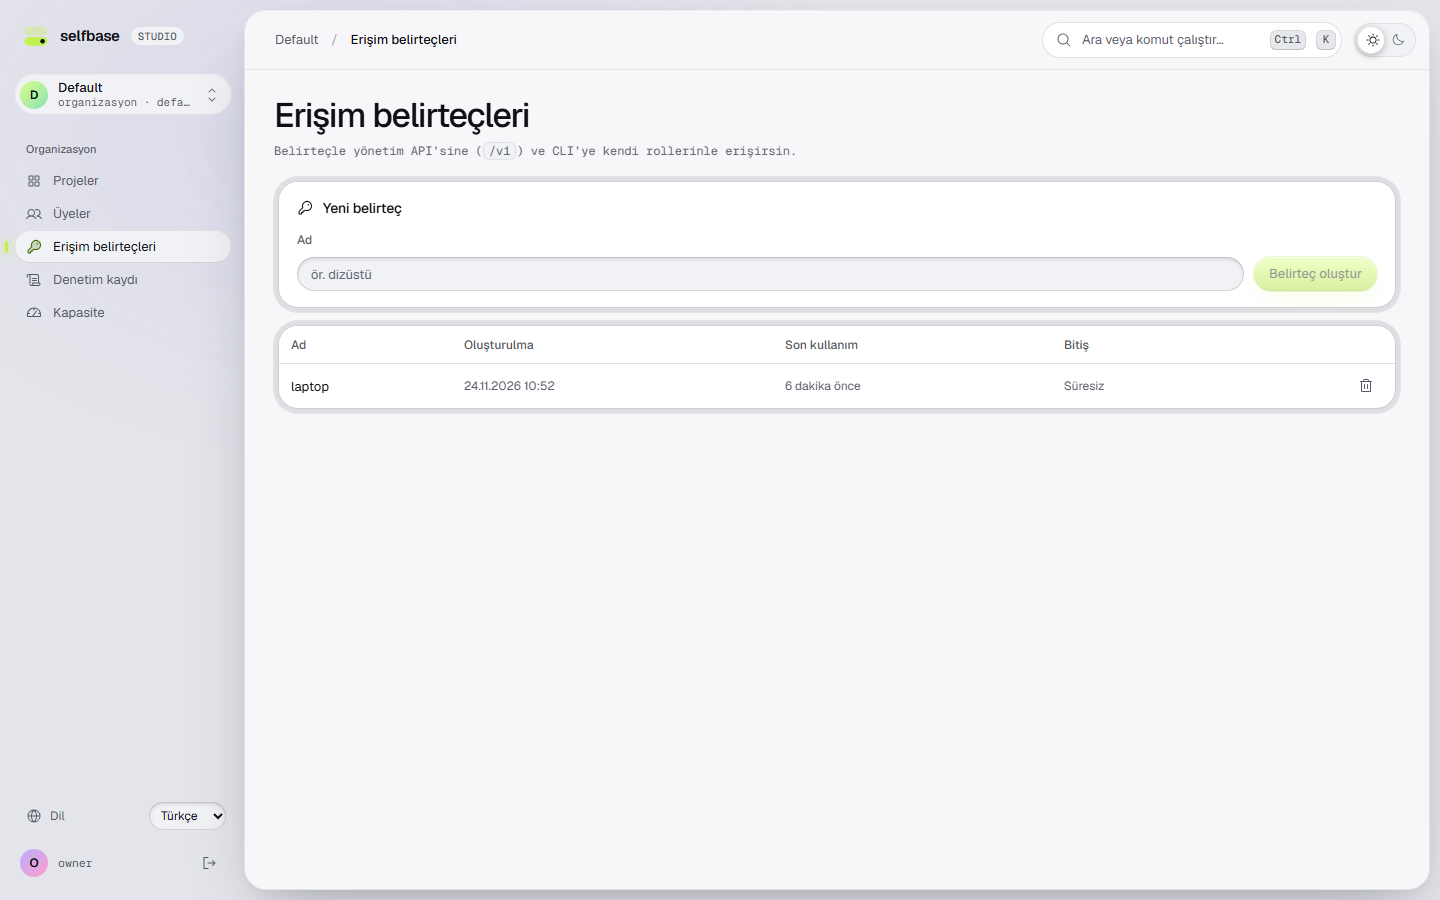 selfbase STUDIO
D Default
organizasyon · defa…
Organizasyon
Projeler
Üyeler
Erişim belirteçleri
Denetim kaydı
Kapasite
Dil Türkçe
O owner
Default / Erişim belirteçleri
Ara veya komut çalıştır… Ctrl K
Erişim belirteçleri
Belirteçle yönetim API'sine (/v1) ve CLI'ye kendi rollerinle erişirsin.
Yeni belirteç
Ad
ör. dizüstü Belirteç oluştur
Ad Oluşturulma Son kullanım Bitiş
laptop 24.11.2026 10:52 6 dakika önce Süresiz